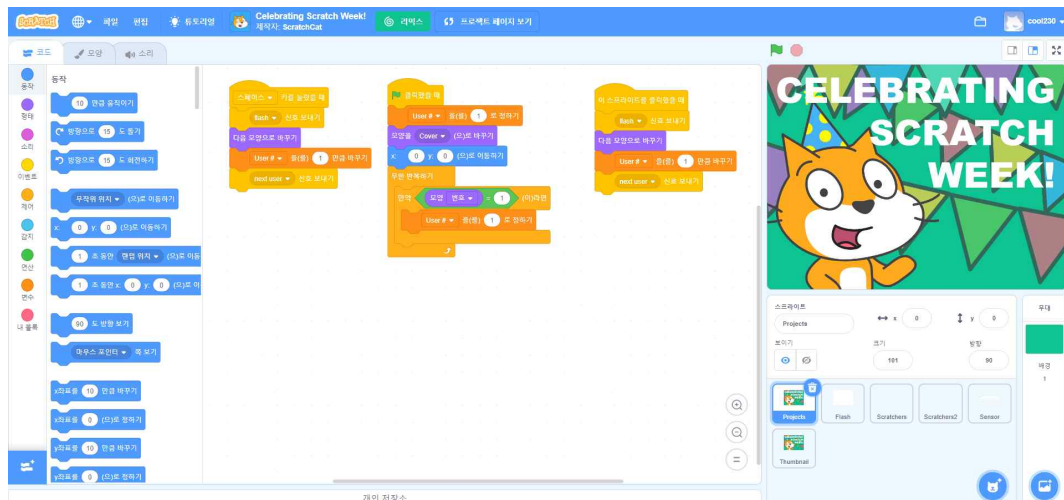 SCRATCH
파일 편집 튜토리얼
Celebrating Scratch Week!
제작자: ScratchCat
리믹스 프로젝트 페이지 보기
cool230
코드 모양 소리
동작
형태
소리
이벤트
제어
감지
연산
변수
내 블록
동작
10 만큼 움직이기
방향으로 15 도 돌기
방향으로 15 도 회전하기
무작위 위치 (으)로 이동하기
x: 0 y: 0 (으)로 이동하기
1 초 동안 랜덤 위치 (으)로 이동
1 초 동안 x: 0 y: 0 (으)로 이
90 도 방향 보기
마우스 포인터 쪽 보기
x좌표를 10 만큼 바꾸기
x좌표를 0 (으)로 정하기
y좌표를 10 만큼 바꾸기
y좌표를 0 (으)로 정하기
스페이스 키를 눌렀을 때
flash 신호 보내기
다음 모양으로 바꾸기
User # 을(를) 1 만큼 바꾸기
next user 신호 보내기
클릭했을 때
User # 을(를) 1 로 정하기
모양을 Cover (으)로 바꾸기
x: 0 y: 0 (으)로 이동하기
무한 반복하기
만약 모양 번호 = 1 (이)라면
User # 을(를) 1 로 정하기
이 스프라이트를 클릭했을 때
flash 신호 보내기
다음 모양으로 바꾸기
User # 을(를) 1 만큼 바꾸기
next user 신호 보내기
개인 저장소
CELEBRATING
SCRATCH
WEEK!
스프라이트
Projects
x 0 y 0
보이기 크기 방향
101 90
Projects Flash Scratchers Scratchers2 Sensor
Thumbnail
무대
배경
1